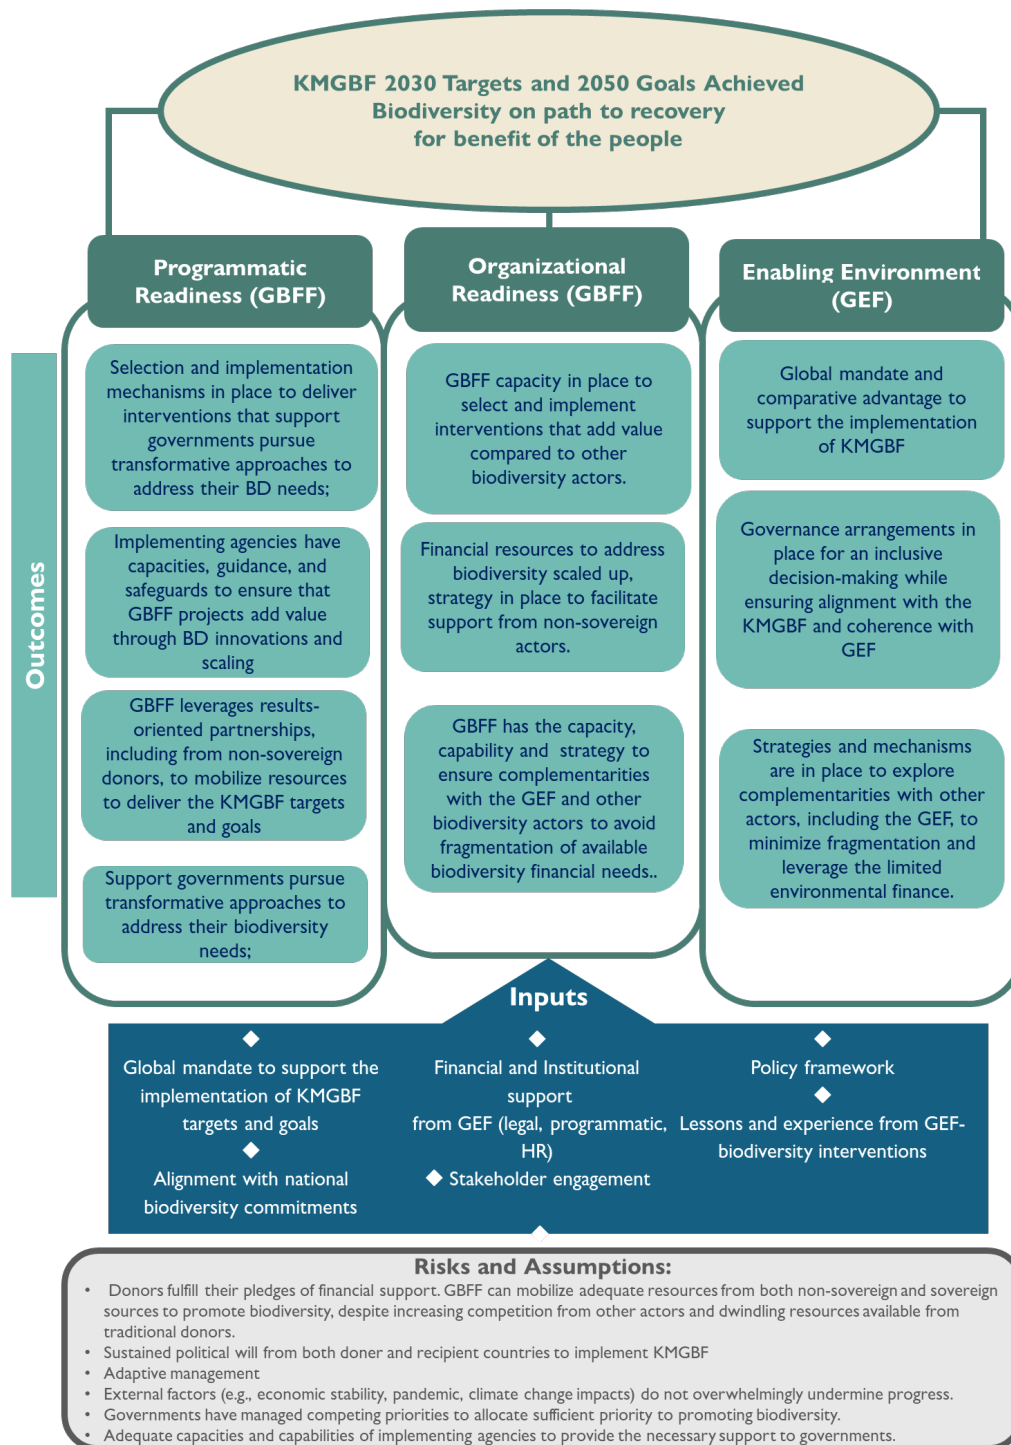 KMGBF 2030 Targets and 2050 Goals Achieved
Biodiversity on path to recovery
for benefit of the people
Programmatic
Readiness (GBFF)
Organizational
Readiness (GBFF)
Enabling Environment
(GEF)
Outcomes
Selection and implementation
mechanisms in place to deliver
interventions that support
governments pursue
transformative approaches to
address their BD needs;
Implementing agencies have
capacities, guidance, and
safeguards to ensure that
GBFF projects add value
through BD innovations and
scaling
GBFF leverages results-
oriented partnerships,
including from non-sovereign
donors, to mobilize resources
to deliver the KMGBF targets
and goals
Support governments pursue
transformative approaches to
address their biodiversity
needs;
GBFF capacity in place to
select and implement
interventions that add value
compared to other
biodiversity actors.
Financial resources to address
biodiversity scaled up,
strategy in place to facilitate
support from non-sovereign
actors.
GBFF has the capacity,
capability and strategy to
ensure complementarities
with the GEF and other
biodiversity actors to avoid
fragmentation of available
biodiversity financial needs..
Global mandate and
comparative advantage to
support the implementation
of KMGBF
Governance arrangements in
place for an inclusive
decision-making while
ensuring alignment with the
KMGBF and coherence with
GEF
Strategies and mechanisms
are in place to explore
complementarities with other
actors, including the GEF, to
minimize fragmentation and
leverage the limited
environmental finance.
Inputs
◆
Global mandate to support the
implementation of KMGBF
targets and goals
◆
Alignment with national
biodiversity commitments
◆
Financial and Institutional
support
from GEF (legal, programmatic,
HR)
◆ Stakeholder engagement
◆
Policy framework
◆
Lessons and experience from GEF-
biodiversity interventions
Risks and Assumptions:
• Donors fulfill their pledges of financial support. GBFF can mobilize adequate resources from both non-sovereign and sovereign
sources to promote biodiversity, despite increasing competition from other actors and dwindling resources available from
traditional donors.
• Sustained political will from both doner and recipient countries to implement KMGBF
• Adaptive management
• External factors (e.g., economic stability, pandemic, climate change impacts) do not overwhelmingly undermine progress.
• Governments have managed competing priorities to allocate sufficient priority to promoting biodiversity.
• Adequate capacities and capabilities of implementing agencies to provide the necessary support to governments.